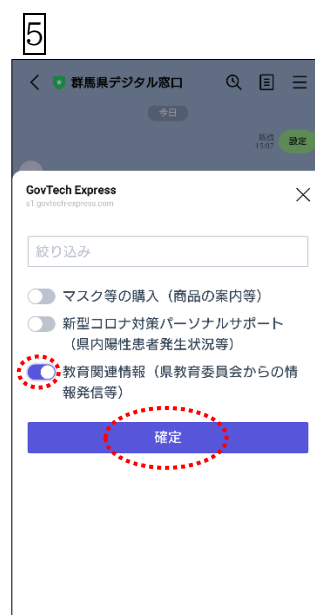 5
群馬県デジタル窓口
今日
既読
15:07
設定
GovTech Express
s1.govtech-express.com
絞り込み
マスク等の購入（商品の案内等）
新型コロナ対策パーソナルサポート
（県内陽性患者発生状況等）
教育関連情報（県教育委員会からの情
報発信等）
確定